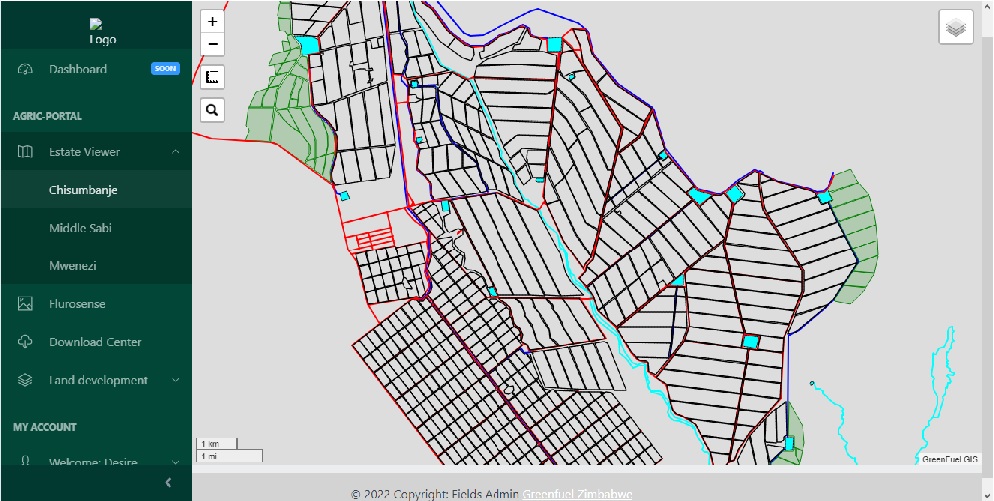 Logo
Dashboard SOON
AGRIC-PORTAL
Estate Viewer
Chisumbanje
Middle Sabi
Mwenezi
Flurosense
Download Center
Land development
MY ACCOUNT
Welcome: Desire
+
−
1 km
1 mi
GreenFuel GIS
© 2022 Copyright: Fields Admin Greenfuel Zimbabwe